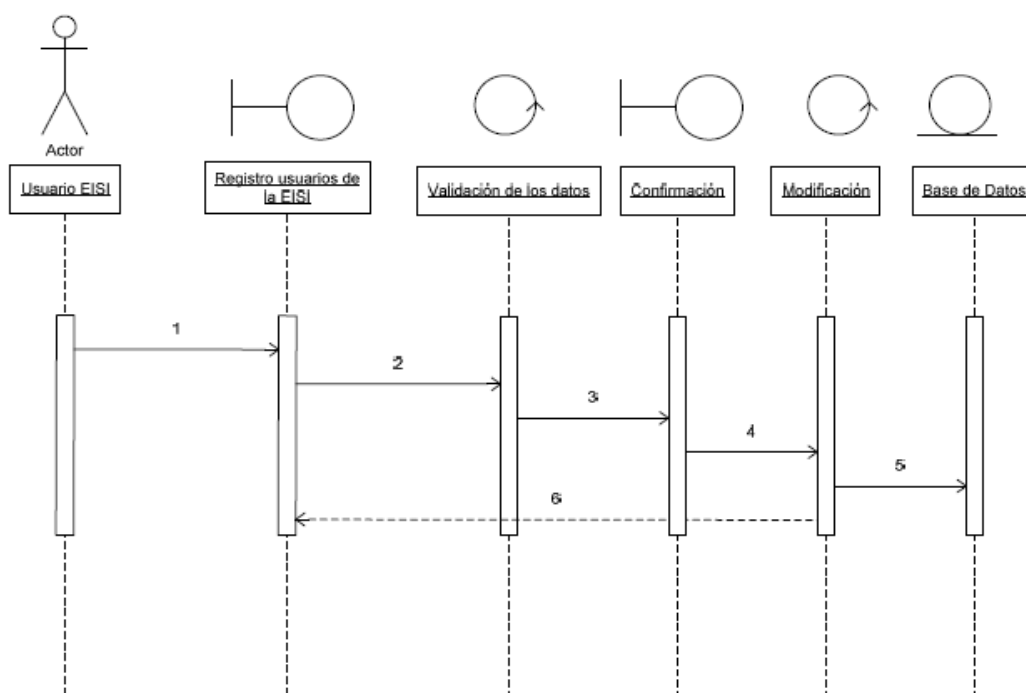 Actor
Usuario EISI
Registro usuarios de
la EISI
Validación de los datos
Confirmación
Modificación
Base de Datos
1
2
3
4
5
6